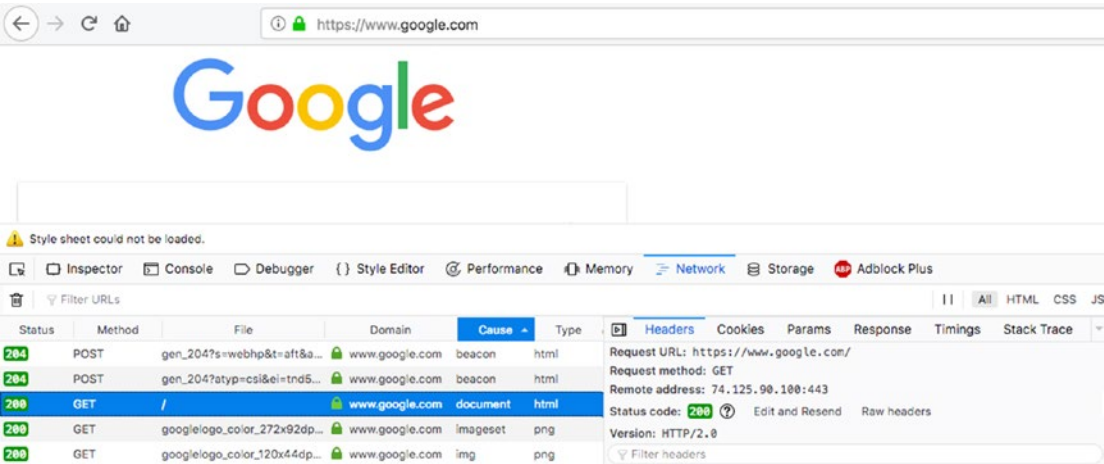 https://www.google.com
Google
Style sheet could not be loaded.
Inspector Console Debugger { } Style Editor Performance Memory Network Storage ABP Adblock Plus
Filter URLs All HTML CSS JS
Status Method File Domain Cause Type Headers Cookies Params Response Timings Stack Trace
204 POST gen_204?s=webhp&t=aft&a... www.google.com beacon html
204 POST gen_204?atyp=csi&ei=tnd5... www.google.com beacon html
200 GET / www.google.com document html
200 GET googlelogo_color_272x92dp... www.google.com imageset png
200 GET googlelogo_color_120x44dp... www.google.com img png
Request URL: https://www.google.com/
Request method: GET
Remote address: 74.125.90.100:443
Status code: 200 ? Edit and Resend Raw headers
Version: HTTP/2.0
Filter headers